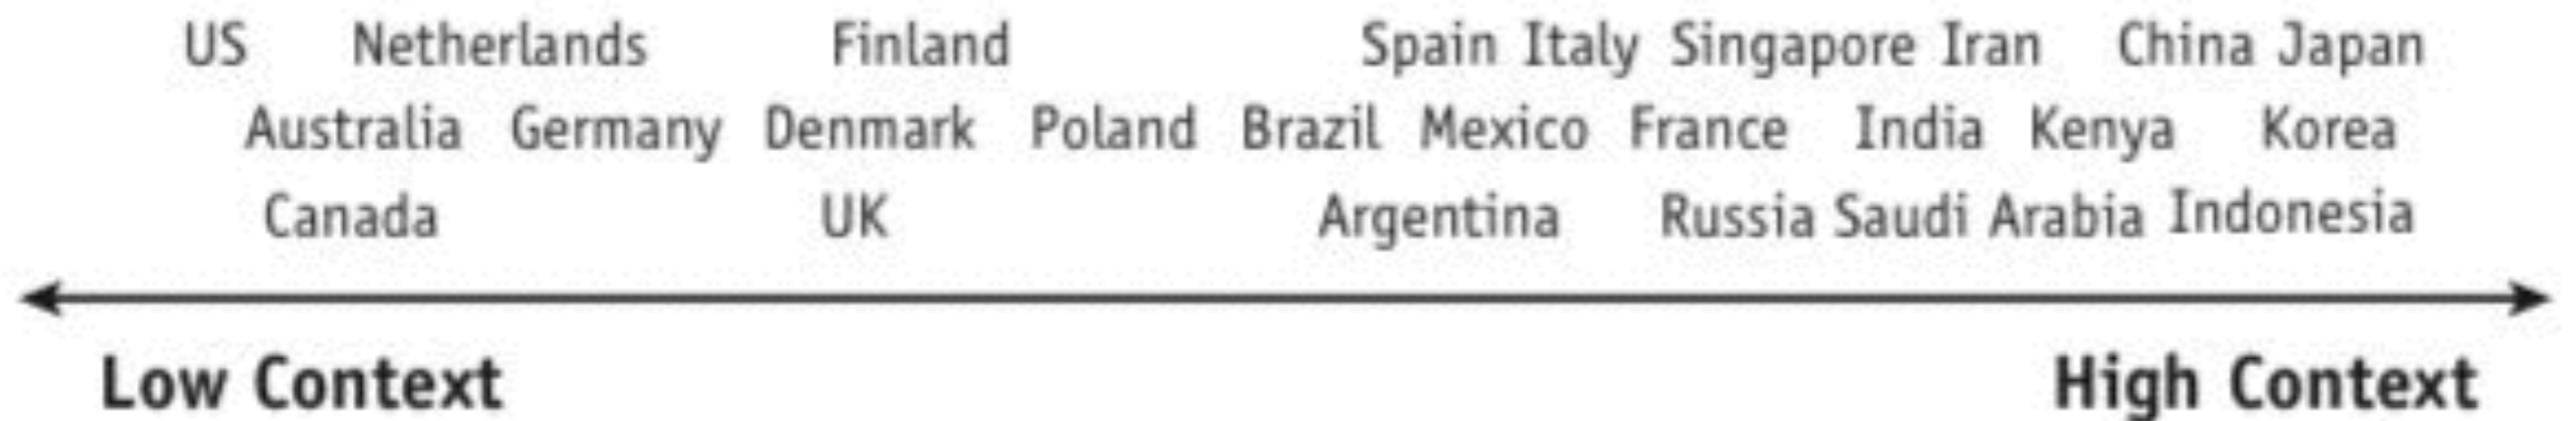 US Netherlands Finland Spain Italy Singapore Iran China Japan
Australia Germany Denmark Poland Brazil Mexico France India Kenya Korea
Canada UK Argentina Russia Saudi Arabia Indonesia
Low Context High Context